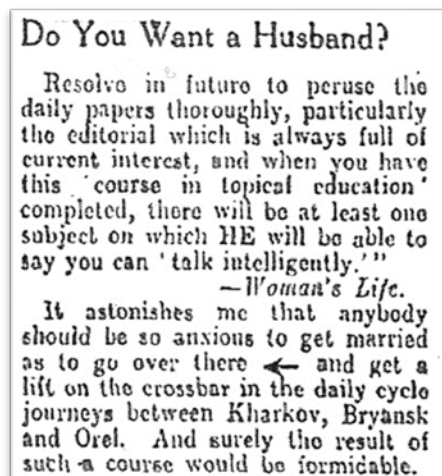 Do You Want a Husband?
Resolve in future to peruse the
daily papers thoroughly, particularly
the editorial which is always full of
current interest, and when you have
this 'course in topical education'
completed, there will be at least one
subject on which HE will be able to
say you can 'talk intelligently.'"
—Woman's Life.
It astonishes me that anybody
should be so anxious to get married
as to go over there ← and get a
lift on the crossbar in the daily cycle
journeys between Kharkov, Bryansk
and Orel. And surely the result of
such a course would be formidable.